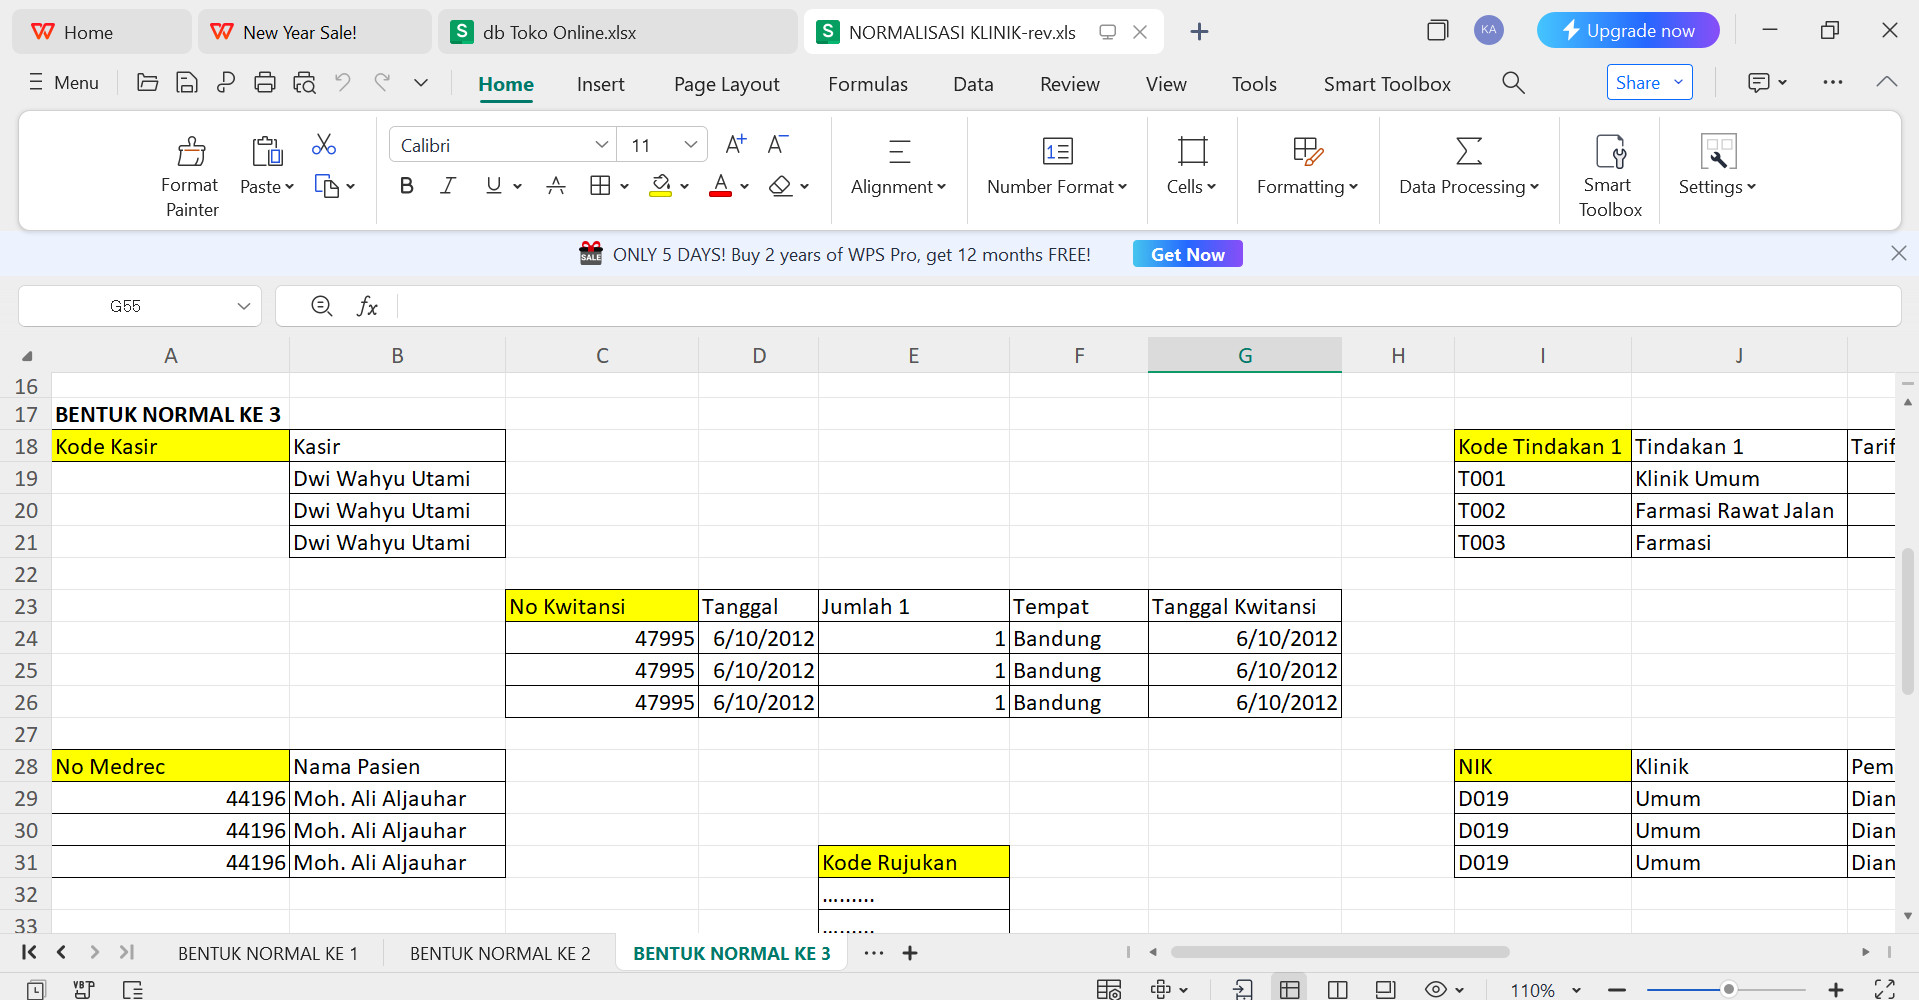 Home
New Year Sale!
S db Toko Online.xlsx
S NORMALISASI KLINIK-rev.xls
KA
Upgrade now
Menu
Home Insert Page Layout Formulas Data Review View Tools Smart Toolbox
Share
Format Painter
Paste
Calibri
11
Alignment
Number Format
Cells
Formatting
Data Processing
Smart Toolbox
Settings
SALE ONLY 5 DAYS! Buy 2 years of WPS Pro, get 12 months FREE! Get Now
G55
fx
A B C D E F G H I J
16
17 BENTUK NORMAL KE 3
18 Kode Kasir Kasir Kode Tindakan 1 Tindakan 1 Tarif
19 Dwi Wahyu Utami T001 Klinik Umum
20 Dwi Wahyu Utami T002 Farmasi Rawat Jalan
21 Dwi Wahyu Utami T003 Farmasi
22
23 No Kwitansi Tanggal Jumlah 1 Tempat Tanggal Kwitansi
24 47995 6/10/2012 1 Bandung 6/10/2012
25 47995 6/10/2012 1 Bandung 6/10/2012
26 47995 6/10/2012 1 Bandung 6/10/2012
27
28 No Medrec Nama Pasien NIK Klinik Pem
29 44196 Moh. Ali Aljauhar D019 Umum Dian
30 44196 Moh. Ali Aljauhar D019 Umum Dian
31 44196 Moh. Ali Aljauhar Kode Rujukan D019 Umum Dian
32 .........
33 .........
BENTUK NORMAL KE 1 BENTUK NORMAL KE 2 BENTUK NORMAL KE 3
110%